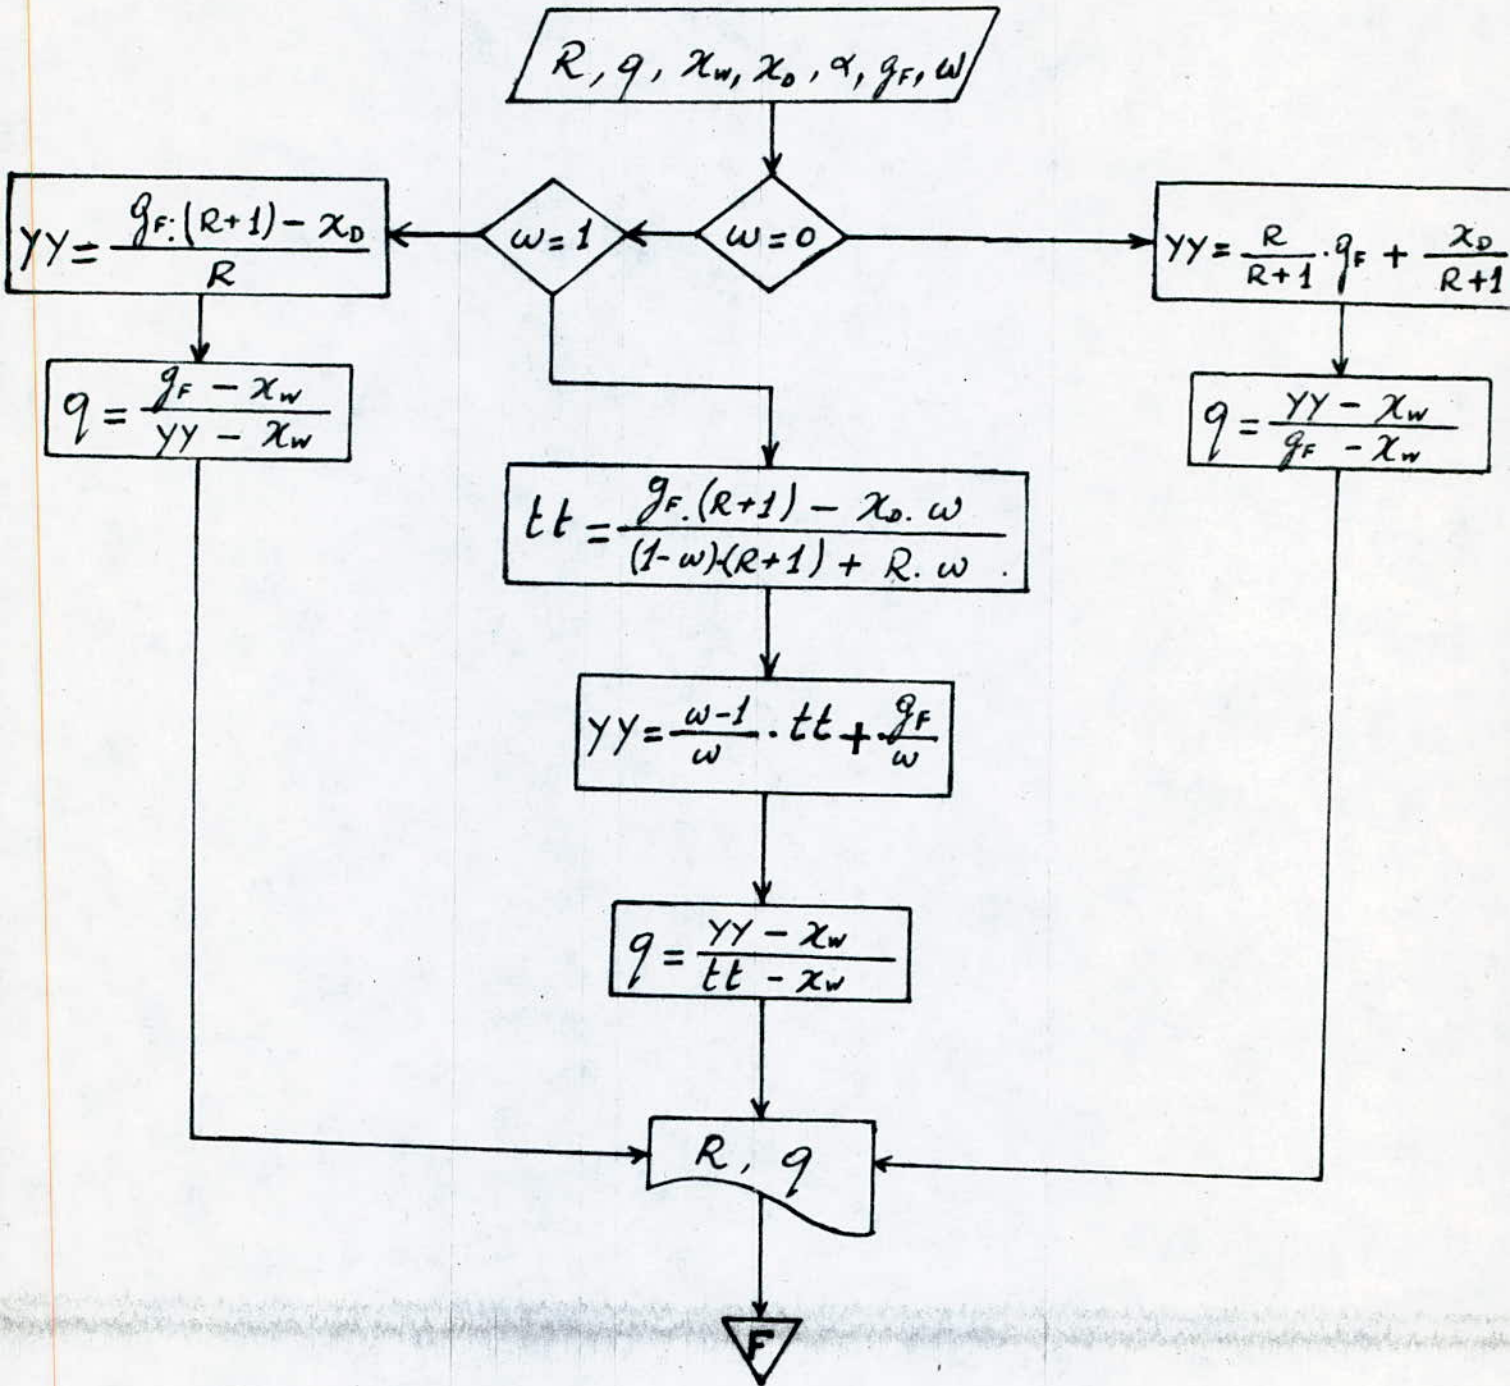 R, q, x_w, x_D, α, g_F, ω
ω=0
ω=1
YY = (g_F.(R+1) - x_D) / R
YY = R/(R+1) · g_F + x_D/(R+1)
q = (g_F - x_w) / (YY - x_w)
q = (YY - x_w) / (g_F - x_w)
tt = (g_F.(R+1) - x_D. ω) / ((1-ω).(R+1) + R. ω)
YY = (ω-1)/ω · tt + g_F/ω
q = (YY - x_w) / (tt - x_w)
R, q
F